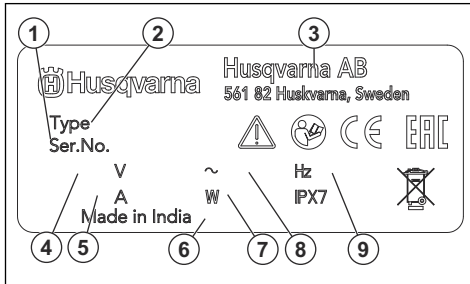 1 2 3
Husqvarna
Husqvarna AB
561 82 Huskvarna, Sweden
Type
Ser.No.
CE EAC
V ~ Hz
A W IPX7
Made in India
4 5 6 7 8 9